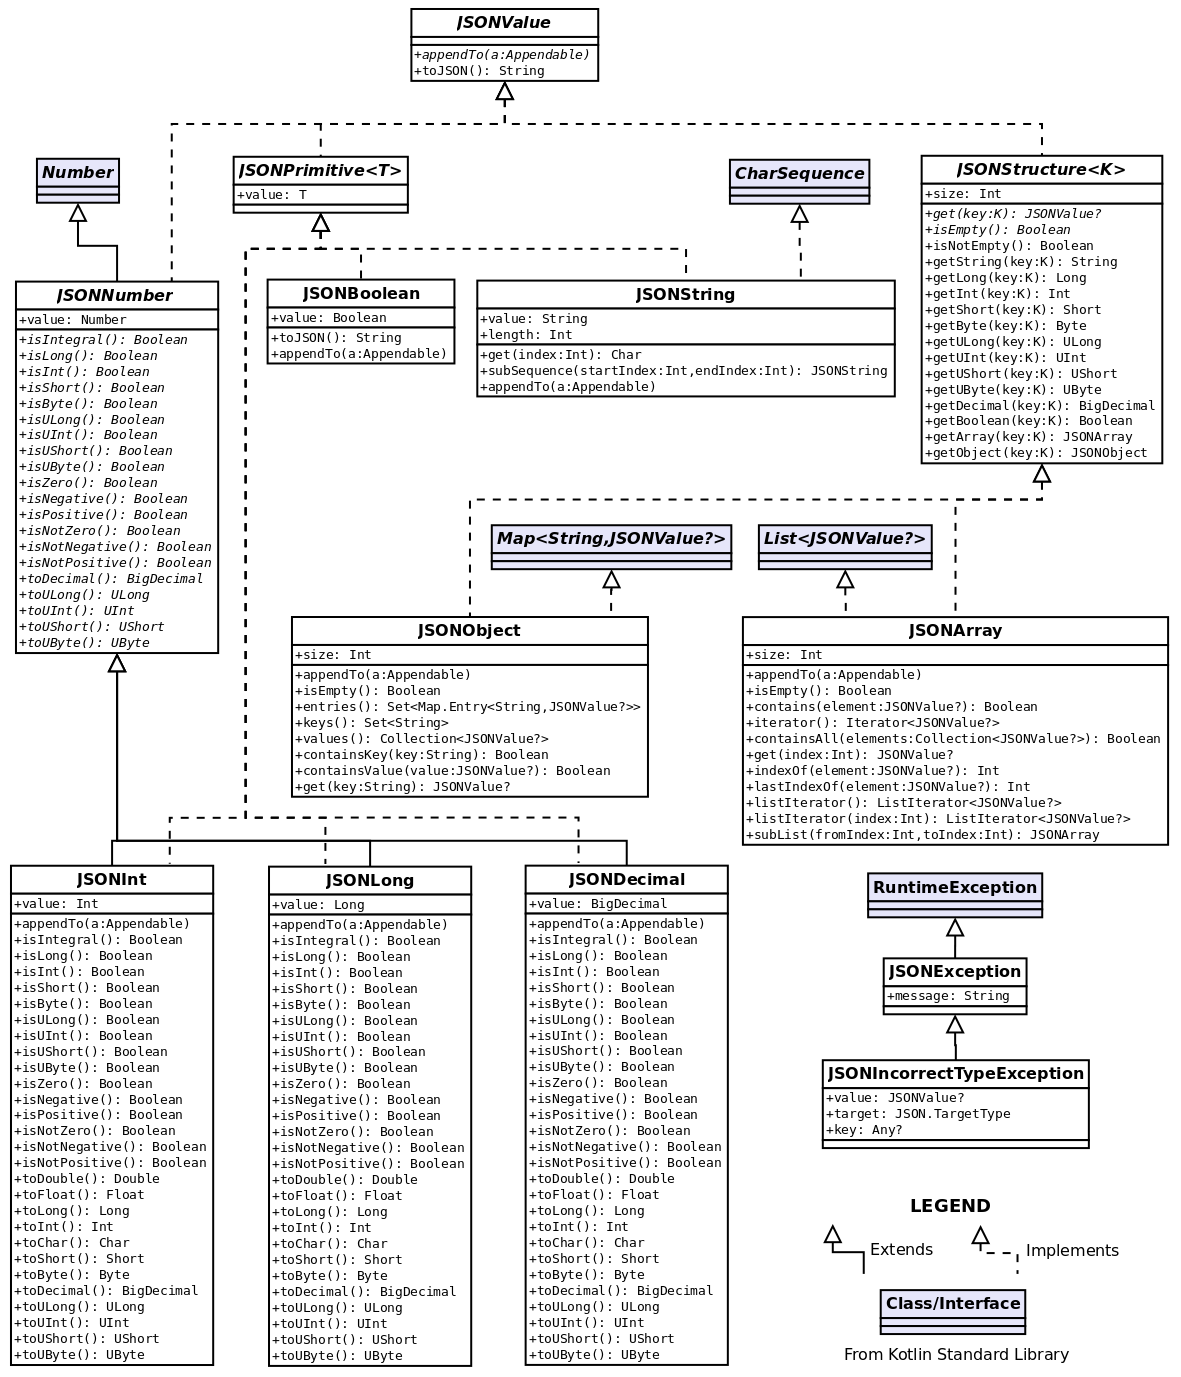 JSONValue
+appendTo(a:Appendable)
+toJSON(): String
Number
JSONPrimitive<T>
+value: T
CharSequence
JSONStructure<K>
+size: Int
+get(key:K): JSONValue?
+isEmpty(): Boolean
+isNotEmpty(): Boolean
+getString(key:K): String
+getLong(key:K): Long
+getInt(key:K): Int
+getShort(key:K): Short
+getByte(key:K): Byte
+getULong(key:K): ULong
+getUInt(key:K): UInt
+getUShort(key:K): UShort
+getUByte(key:K): UByte
+getDecimal(key:K): BigDecimal
+getBoolean(key:K): Boolean
+getArray(key:K): JSONArray
+getObject(key:K): JSONObject
JSONNumber
+value: Number
+isIntegral(): Boolean
+isLong(): Boolean
+isInt(): Boolean
+isShort(): Boolean
+isByte(): Boolean
+isULong(): Boolean
+isUInt(): Boolean
+isUShort(): Boolean
+isUByte(): Boolean
+isZero(): Boolean
+isNegative(): Boolean
+isPositive(): Boolean
+isNotZero(): Boolean
+isNotNegative(): Boolean
+isNotPositive(): Boolean
+toDecimal(): BigDecimal
+toULong(): ULong
+toUInt(): UInt
+toUShort(): UShort
+toUByte(): UByte
JSONBoolean
+value: Boolean
+toJSON(): String
+appendTo(a:Appendable)
JSONString
+value: String
+length: Int
+get(index:Int): Char
+subSequence(startIndex:Int,endIndex:Int): JSONString
+appendTo(a:Appendable)
Map<String,JSONValue?>
List<JSONValue?>
JSONObject
+size: Int
+appendTo(a:Appendable)
+isEmpty(): Boolean
+entries(): Set<Map.Entry<String,JSONValue?>>
+keys(): Set<String>
+values(): Collection<JSONValue?>
+containsKey(key:String): Boolean
+containsValue(value:JSONValue?): Boolean
+get(key:String): JSONValue?
JSONArray
+size: Int
+appendTo(a:Appendable)
+isEmpty(): Boolean
+contains(element:JSONValue?): Boolean
+iterator(): Iterator<JSONValue?>
+containsAll(elements:Collection<JSONValue?>): Boolean
+get(index:Int): JSONValue?
+indexOf(element:JSONValue?): Int
+lastIndexOf(element:JSONValue?): Int
+listIterator(): ListIterator<JSONValue?>
+listIterator(index:Int): ListIterator<JSONValue?>
+subList(fromIndex:Int,toIndex:Int): JSONArray
JSONInt
+value: Int
+appendTo(a:Appendable)
+isIntegral(): Boolean
+isLong(): Boolean
+isInt(): Boolean
+isShort(): Boolean
+isByte(): Boolean
+isULong(): Boolean
+isUInt(): Boolean
+isUShort(): Boolean
+isUByte(): Boolean
+isZero(): Boolean
+isNegative(): Boolean
+isPositive(): Boolean
+isNotZero(): Boolean
+isNotNegative(): Boolean
+isNotPositive(): Boolean
+toDouble(): Double
+toFloat(): Float
+toLong(): Long
+toInt(): Int
+toChar(): Char
+toShort(): Short
+toByte(): Byte
+toDecimal(): BigDecimal
+toULong(): ULong
+toUInt(): UInt
+toUShort(): UShort
+toUByte(): UByte
JSONLong
+value: Long
+appendTo(a:Appendable)
+isIntegral(): Boolean
+isLong(): Boolean
+isInt(): Boolean
+isShort(): Boolean
+isByte(): Boolean
+isULong(): Boolean
+isUInt(): Boolean
+isUShort(): Boolean
+isUByte(): Boolean
+isZero(): Boolean
+isNegative(): Boolean
+isPositive(): Boolean
+isNotZero(): Boolean
+isNotNegative(): Boolean
+isNotPositive(): Boolean
+toDouble(): Double
+toFloat(): Float
+toLong(): Long
+toInt(): Int
+toChar(): Char
+toShort(): Short
+toByte(): Byte
+toDecimal(): BigDecimal
+toULong(): ULong
+toUInt(): UInt
+toUShort(): UShort
+toUByte(): UByte
JSONDecimal
+value: BigDecimal
+appendTo(a:Appendable)
+isIntegral(): Boolean
+isLong(): Boolean
+isInt(): Boolean
+isShort(): Boolean
+isByte(): Boolean
+isULong(): Boolean
+isUInt(): Boolean
+isUShort(): Boolean
+isUByte(): Boolean
+isZero(): Boolean
+isNegative(): Boolean
+isPositive(): Boolean
+isNotZero(): Boolean
+isNotNegative(): Boolean
+isNotPositive(): Boolean
+toDouble(): Double
+toFloat(): Float
+toLong(): Long
+toInt(): Int
+toChar(): Char
+toShort(): Short
+toByte(): Byte
+toDecimal(): BigDecimal
+toULong(): ULong
+toUInt(): UInt
+toUShort(): UShort
+toUByte(): UByte
RuntimeException
JSONException
+message: String
JSONIncorrectTypeException
+value: JSONValue?
+target: JSON.TargetType
+key: Any?
LEGEND
Extends
Implements
Class/Interface
From Kotlin Standard Library